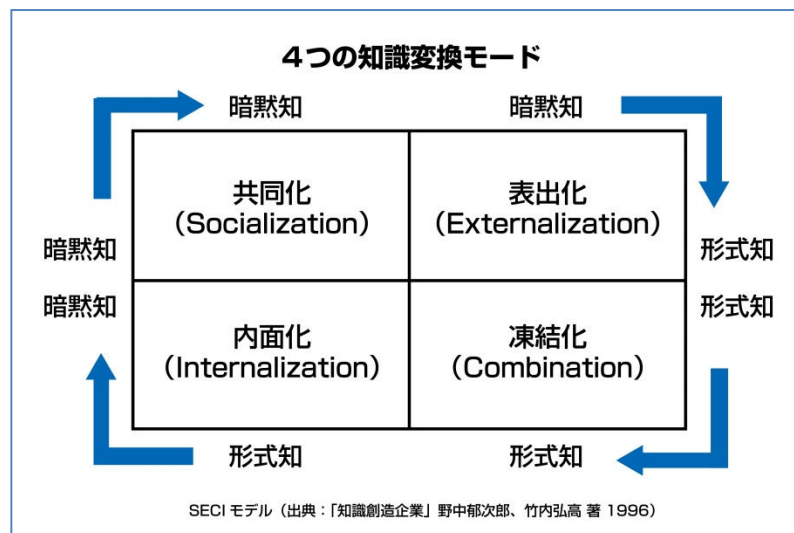 4つの知識変換モード
暗黙知 暗黙知
共同化
(Socialization)
表出化
(Externalization)
暗黙知 形式知
暗黙知 形式知
内面化
(Internalization)
凍結化
(Combination)
形式知 形式知
SECIモデル(出典:「知識創造企業」野中郁次郎、竹内弘高 著 1996)